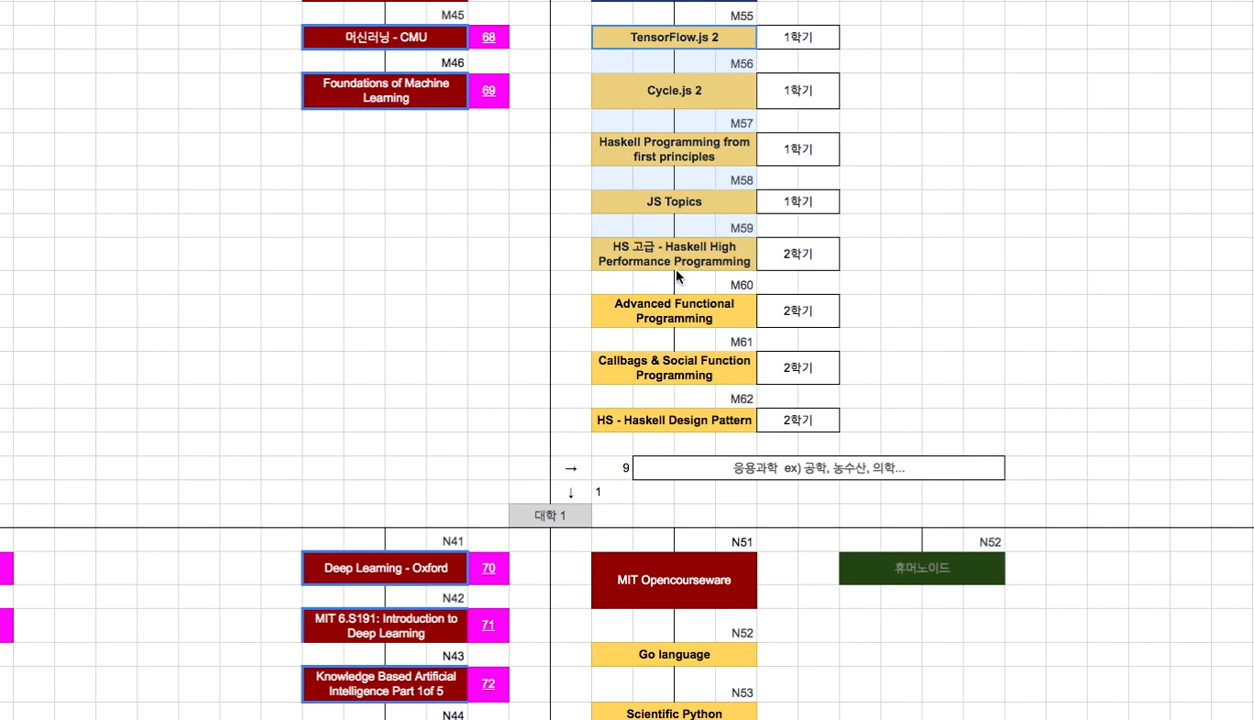 M45
M55
머신러닝 - CMU
68
TensorFlow.js 2
1학기
M46
M56
Foundations of Machine
Learning
69
Cycle.js 2
1학기
M57
Haskell Programming from
first principles
1학기
M58
JS Topics
1학기
M59
HS 고급 - Haskell High
Performance Programming
2학기
M60
Advanced Functional
Programming
2학기
M61
Callbags & Social Function
Programming
2학기
M62
HS - Haskell Design Pattern
2학기
→ 9
응용과학 ex) 공학, 농수산, 의학...
↓ 1
대학 1
N41
N51
N52
Deep Learning - Oxford
70
MIT Opencourseware
휴머노이드
N42
MIT 6.S191: Introduction to
Deep Learning
71
N52
Go language
N43
Knowledge Based Artificial
Intelligence Part 1of 5
72
N53
Scientific Python
N44